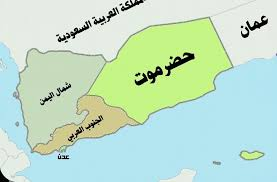 المملكة العربية السعودية
عمان
حضرموت
شمال اليمن
الجنوب العربي
عدن